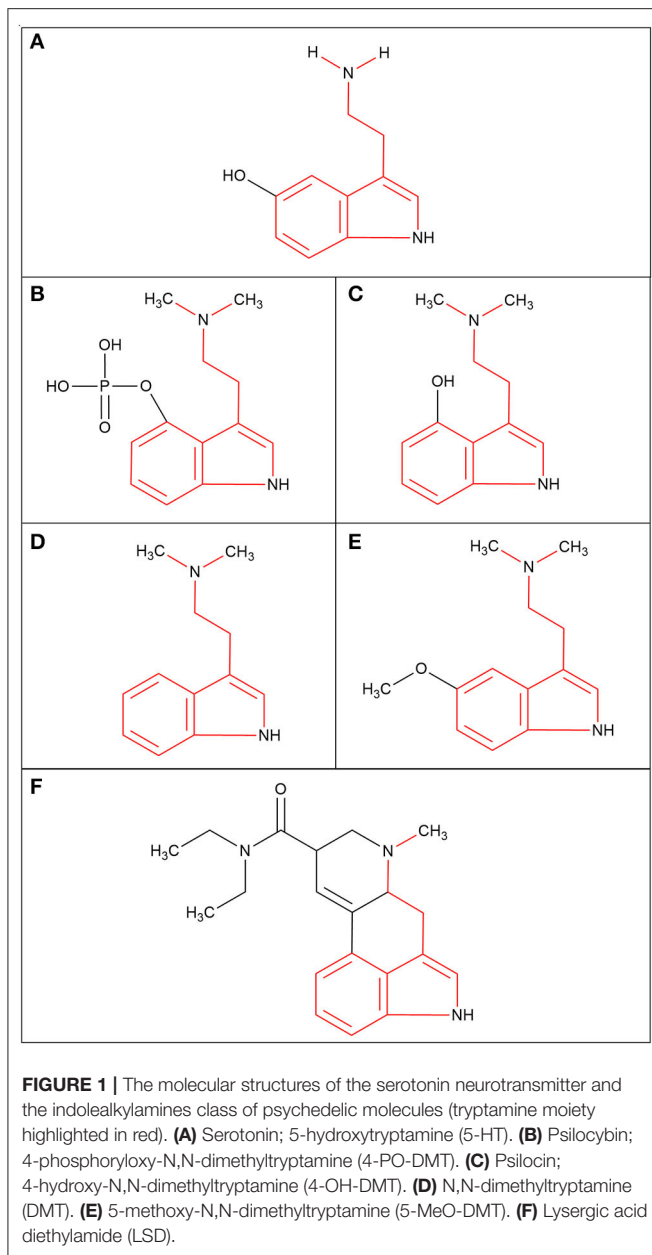 A
H H
N
HO
NH
B
H₃C CH₃
N
OH
HO P O
O
NH
C
H₃C CH₃
N
OH
NH
D
H₃C CH₃
N
NH
E
H₃C CH₃
N
O
H₃C
NH
F
O
H₃C N N CH₃
H₃C
NH
FIGURE 1 | The molecular structures of the serotonin neurotransmitter and
the indolealkylamines class of psychedelic molecules (tryptamine moiety
highlighted in red). (A) Serotonin; 5-hydroxytryptamine (5-HT). (B) Psilocybin;
4-phosphoryloxy-N,N-dimethyltryptamine (4-PO-DMT). (C) Psilocin;
4-hydroxy-N,N-dimethyltryptamine (4-OH-DMT). (D) N,N-dimethyltryptamine
(DMT). (E) 5-methoxy-N,N-dimethyltryptamine (5-MeO-DMT). (F) Lysergic acid
diethylamide (LSD).